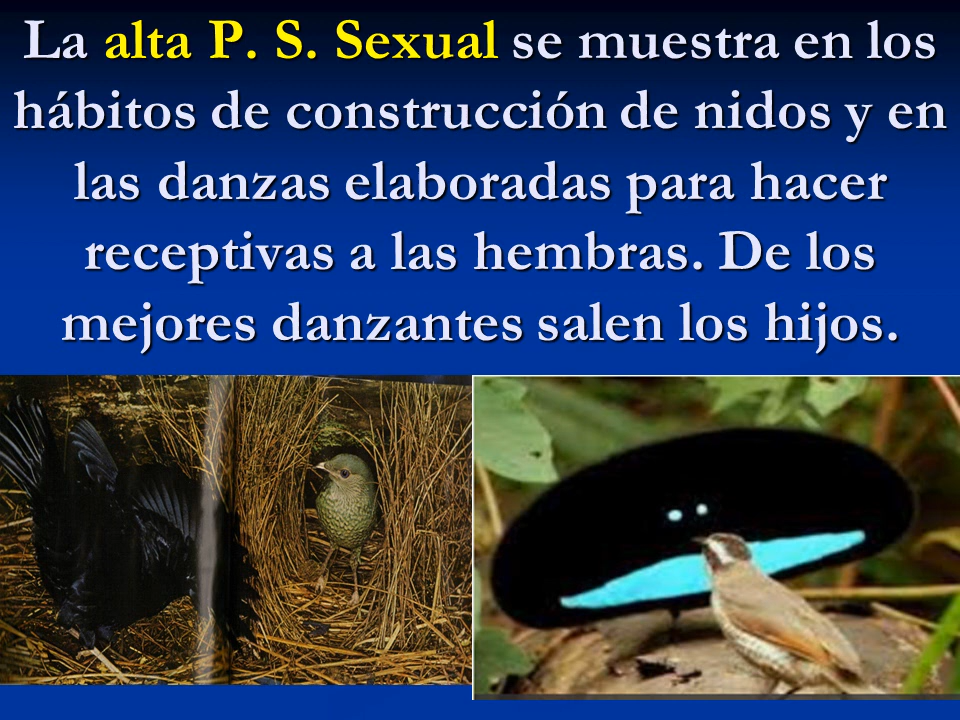 La alta P. S. Sexual se muestra en los
hábitos de construcción de nidos y en
las danzas elaboradas para hacer
receptivas a las hembras. De los
mejores danzantes salen los hijos.